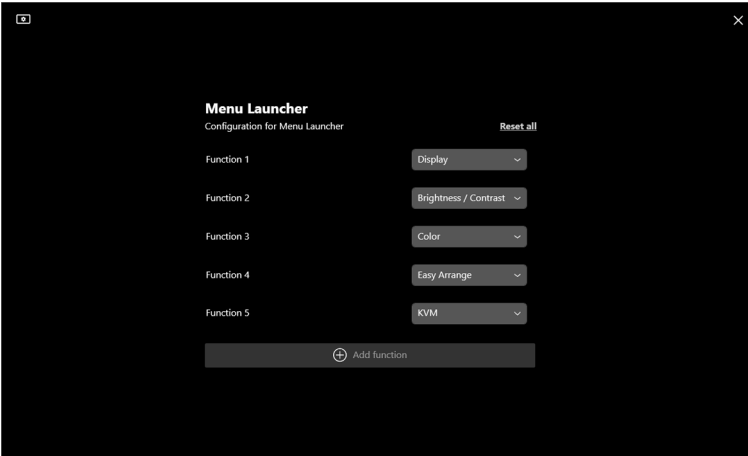 Menu Launcher
Configuration for Menu Launcher Reset all
Function 1 Display
Function 2 Brightness / Contrast
Function 3 Color
Function 4 Easy Arrange
Function 5 KVM
Add function